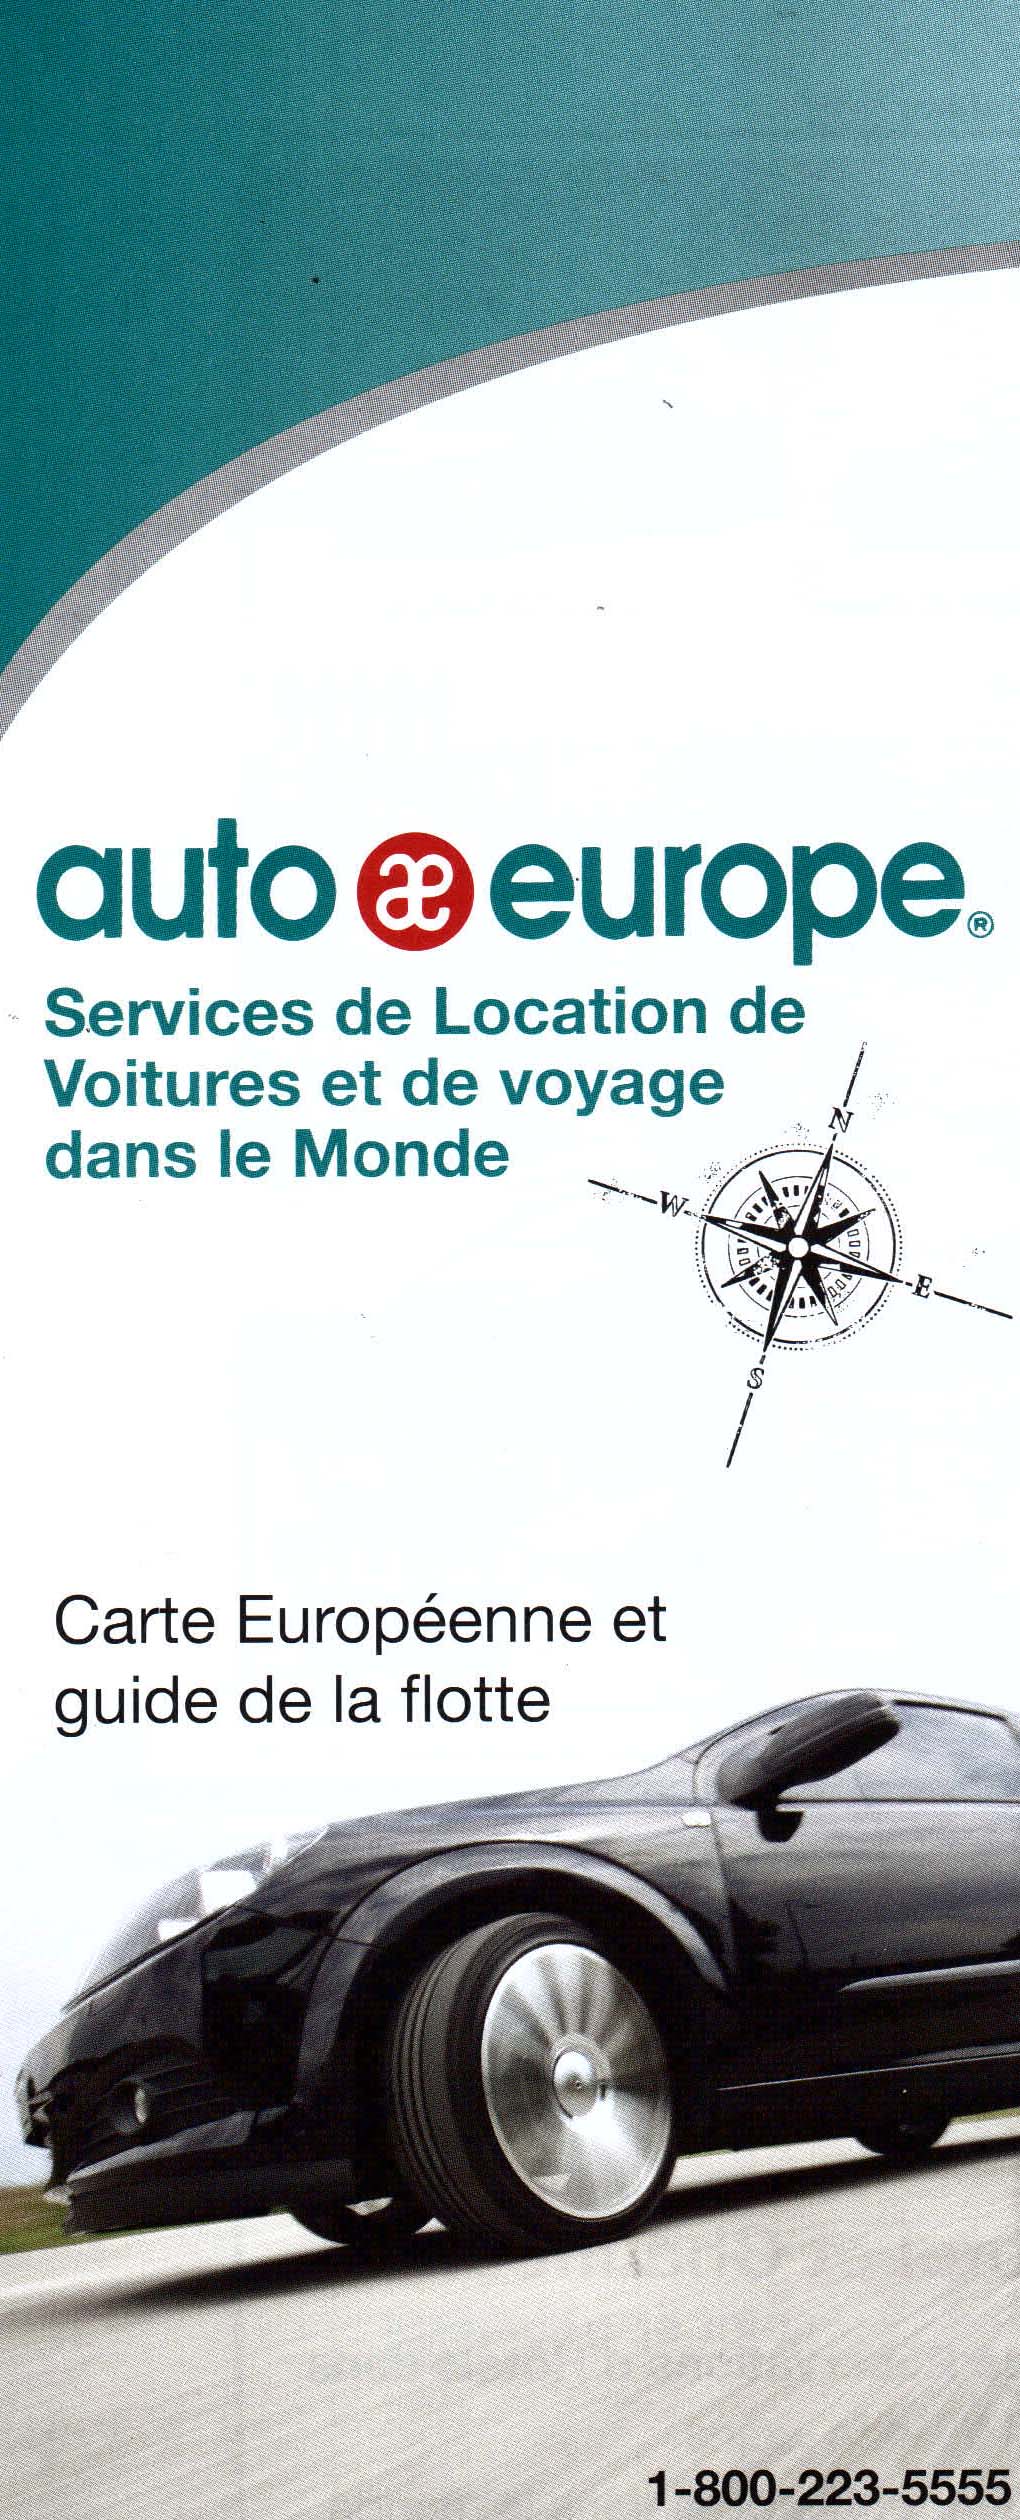 auto æ europe®
Services de Location de
Voitures et de voyage
dans le Monde
N
W
E
S
Carte Européenne et
guide de la flotte
1-800-223-5555